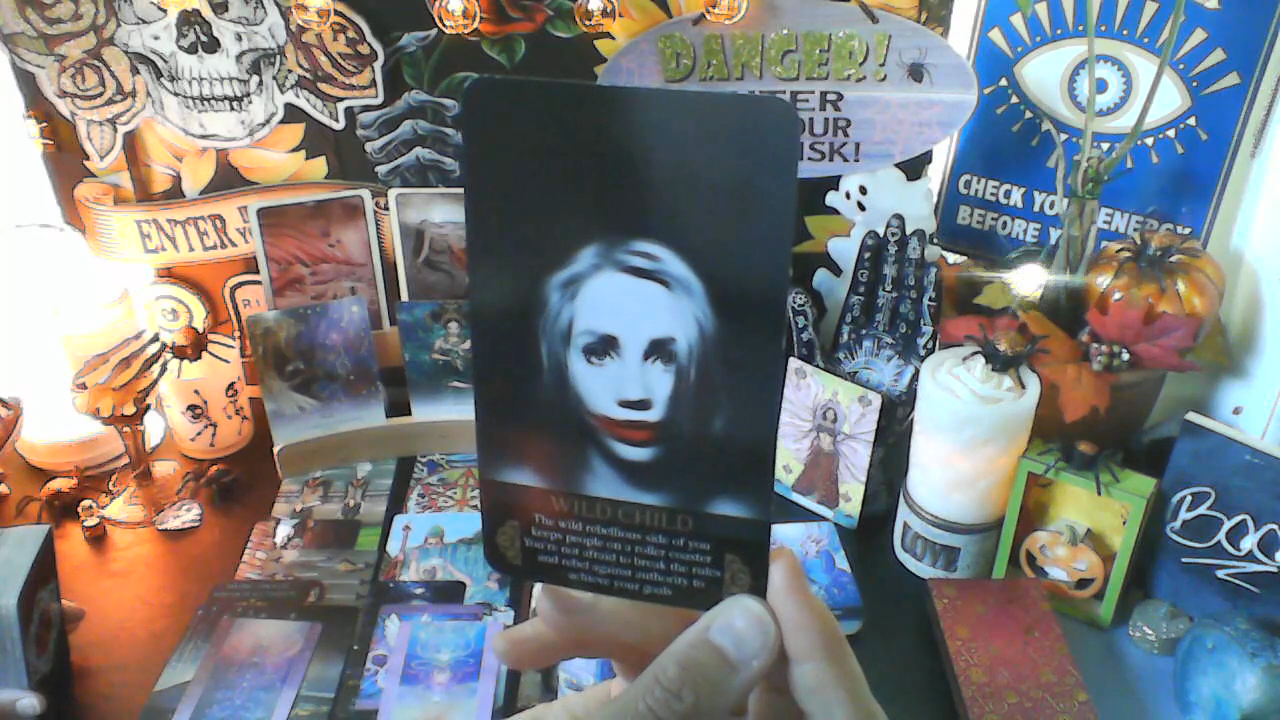 DANGER!
ENTER
YOUR
RISK!
CHECK YOUR ENERGY
BEFORE Y
ENTER
R.I.
WILD CHILD
The wild rebellious side of you
keeps people on a roller coaster
You're not afraid to break the rules
and rebel against authority to
achieve your goals
LOVE
BOO